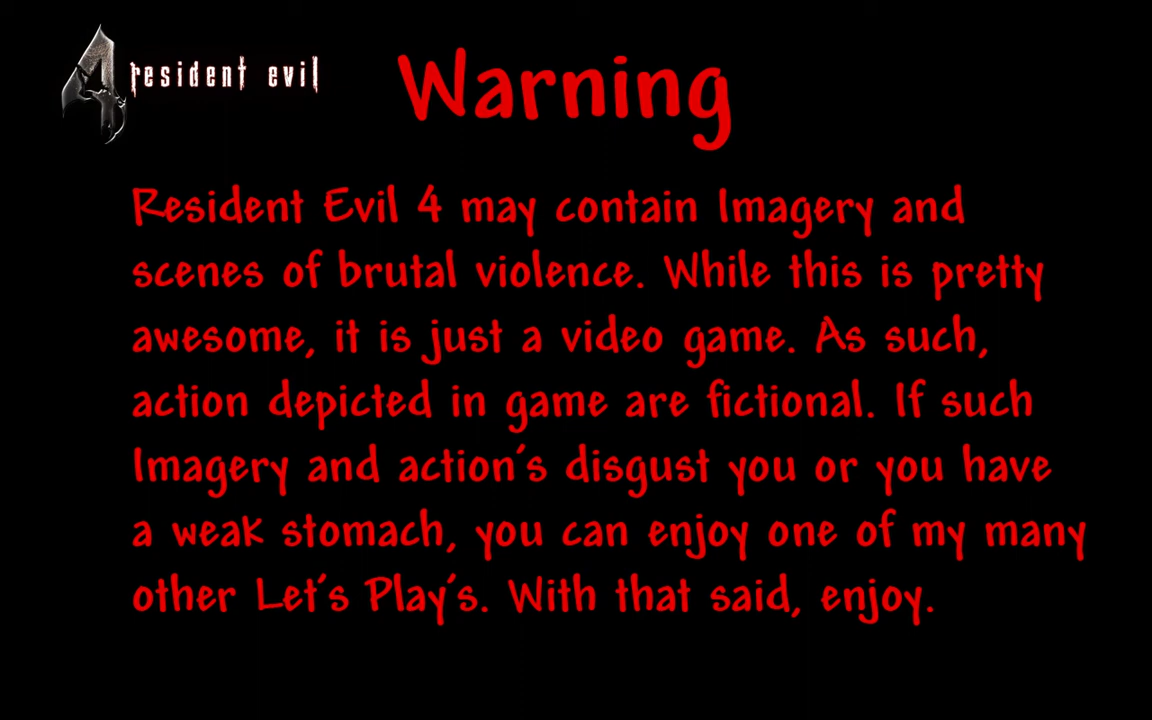 4 resident evil
Warning
Resident Evil 4 may contain Imagery and
scenes of brutal violence. While this is pretty
awesome, it is just a video game. As such,
action depicted in game are fictional. If such
Imagery and action's disgust you or you have
a weak stomach, you can enjoy one of my many
other Let's Play's. With that said, enjoy.